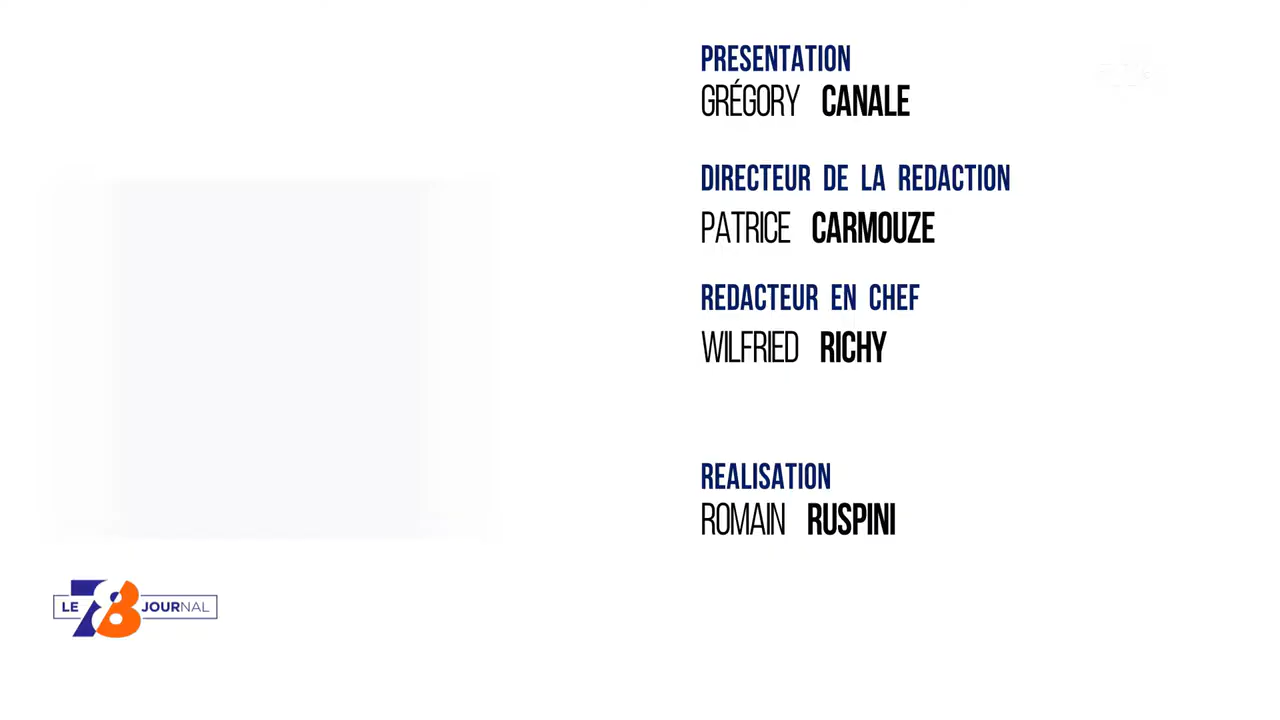 PRESENTATION
GRÉGORY CANALE
DIRECTEUR DE LA REDACTION
PATRICE CARMOUZE
REDACTEUR EN CHEF
WILFRIED RICHY
REALISATION
ROMAIN RUSPINI
LE 78 JOURNAL